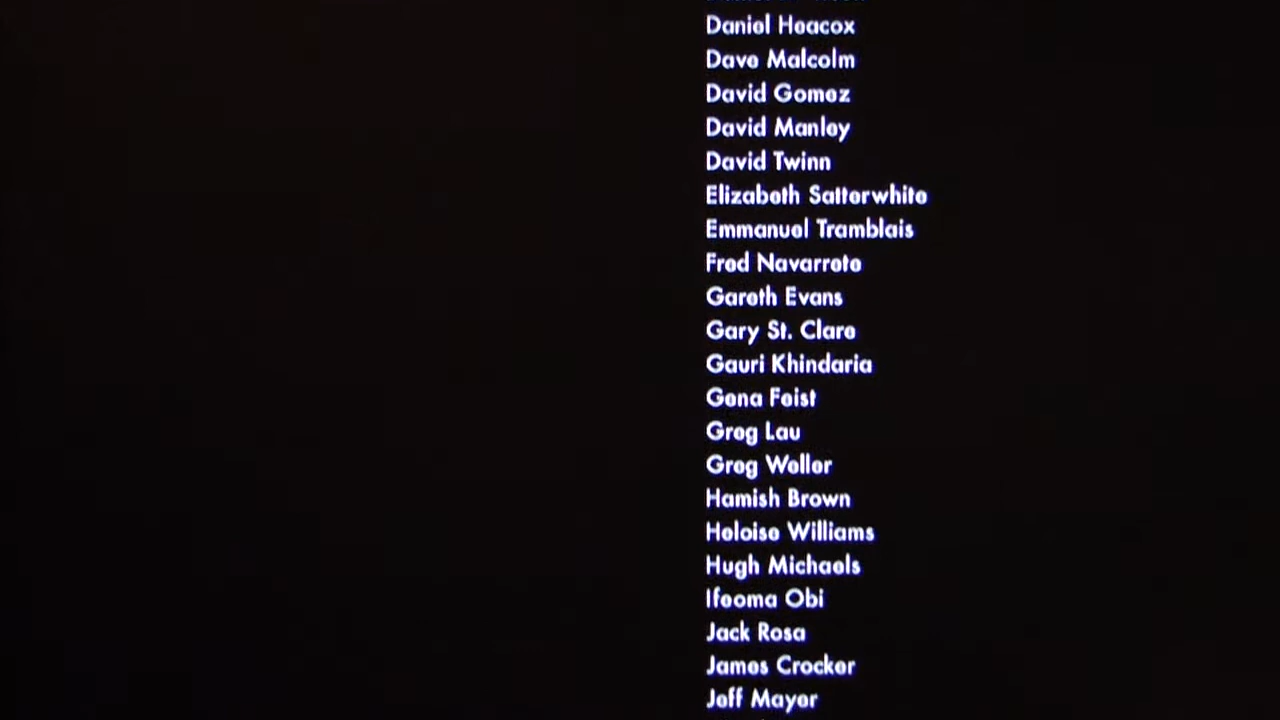 Daniel Heacox
Dave Malcolm
David Gomez
David Manley
David Twinn
Elizabeth Satterwhite
Emmanuel Tramblais
Fred Navarrete
Gareth Evans
Gary St. Clare
Gauri Khindaria
Gena Feist
Greg Lau
Greg Weller
Hamish Brown
Heloise Williams
Hugh Michaels
Ifeoma Obi
Jack Rosa
James Crocker
Jeff Mayer